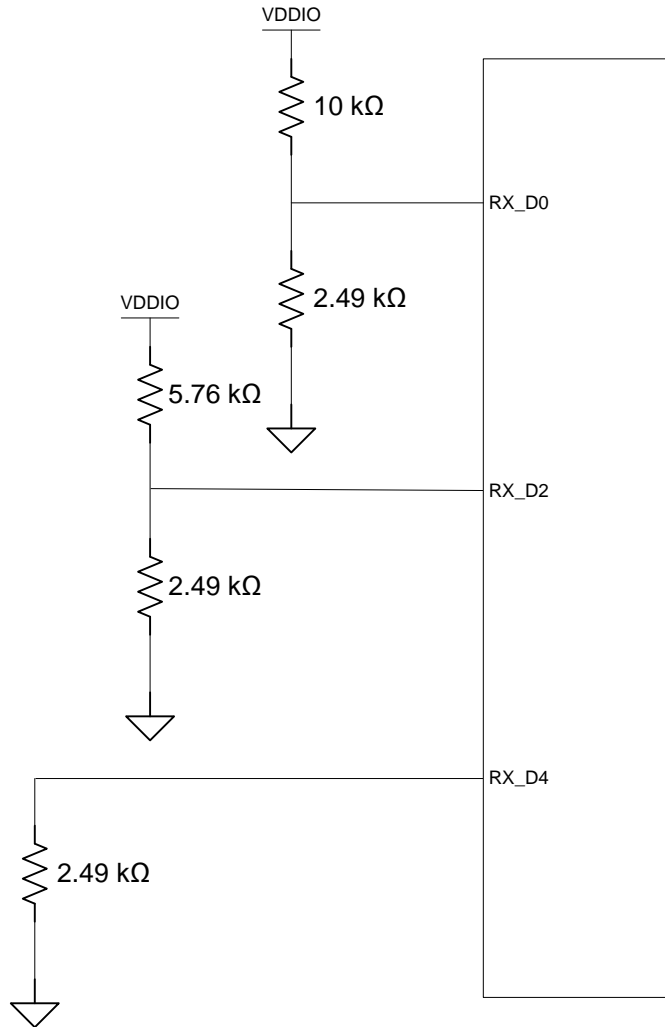 VDDIO
10 kΩ
RX_D0
2.49 kΩ
VDDIO
5.76 kΩ
RX_D2
2.49 kΩ
RX_D4
2.49 kΩ